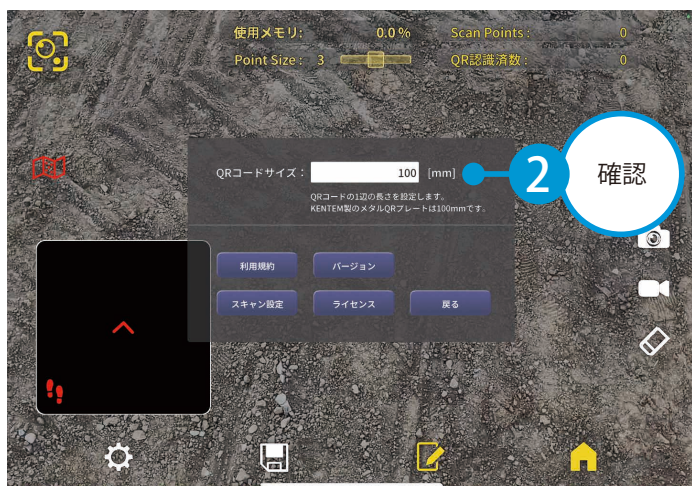 使用メモリ: 0.0 % Scan Points : 0
Point Size : 3 QR認識済数 : 0
QRコードサイズ： 100 [mm] 2 確認
QRコードの1辺の長さを設定します。
KENTEM製のメタルQRプレートは100mmです。
利用規約 バージョン
スキャン設定 ライセンス 戻る